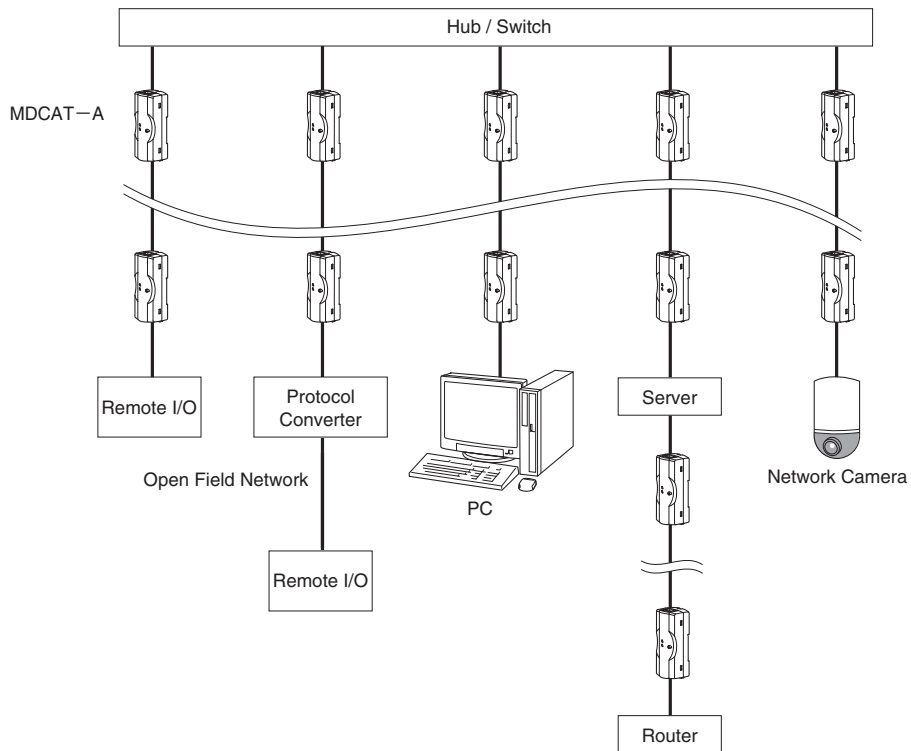 Hub / Switch
MDCAT－A
Remote I/O
Protocol
Converter
Server
Open Field Network
PC
Network Camera
Remote I/O
Router